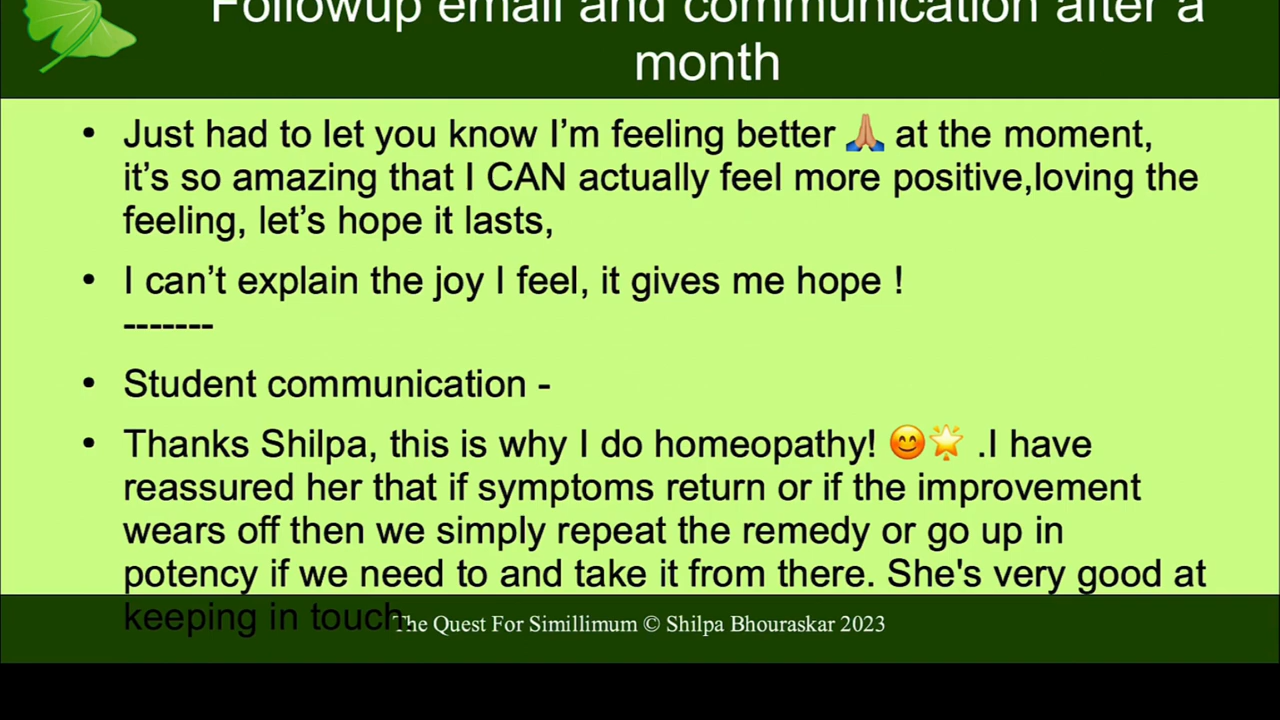 Followup email and communication after a
month
• Just had to let you know I’m feeling better 🙏🏽 at the moment,
it’s so amazing that I CAN actually feel more positive,loving the
feeling, let’s hope it lasts,
• I can’t explain the joy I feel, it gives me hope !
-------
• Student communication -
• Thanks Shilpa, this is why I do homeopathy! 😊🌟 .I have
reassured her that if symptoms return or if the improvement
wears off then we simply repeat the remedy or go up in
potency if we need to and take it from there. She's very good at
keeping in touch.
The Quest For Simillimum © Shilpa Bhouraskar 2023